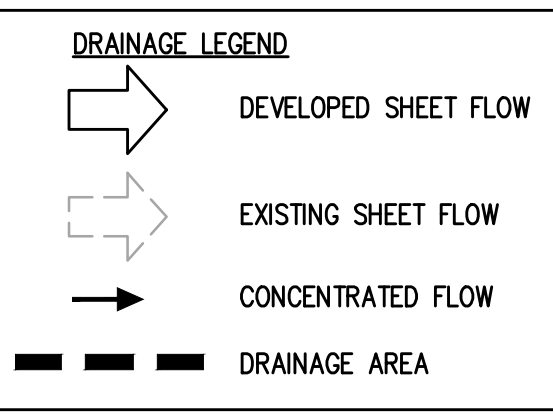 DRAINAGE LEGEND
DEVELOPED SHEET FLOW
EXISTING SHEET FLOW
CONCENTRATED FLOW
DRAINAGE AREA